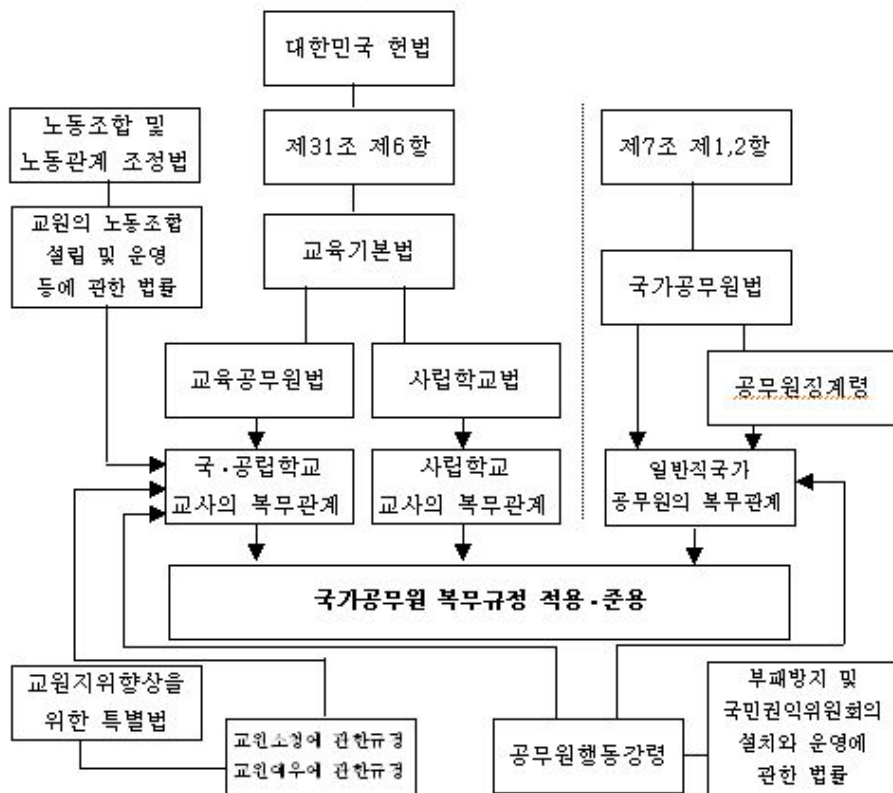 대한민국 헌법
노동조합 및
노동관계 조정법
제31조 제6항
제7조 제1,2항
교원의 노동조합
설립 및 운영
등에 관한 법률
교육기본법
국가공무원법
교육공무원법
사립학교법
공무원징계령
국·공립학교
교사의 복무관계
사립학교
교사의 복무관계
일반직국가
공무원의 복무관계
국가공무원 복무규정 적용·준용
교원지위향상을
위한 특별법
교원소청에 관한규정
교원예우에 관한규정
공무원행동강령
부패방지 및
국민권익위원회의
설치와 운영에
관한 법률